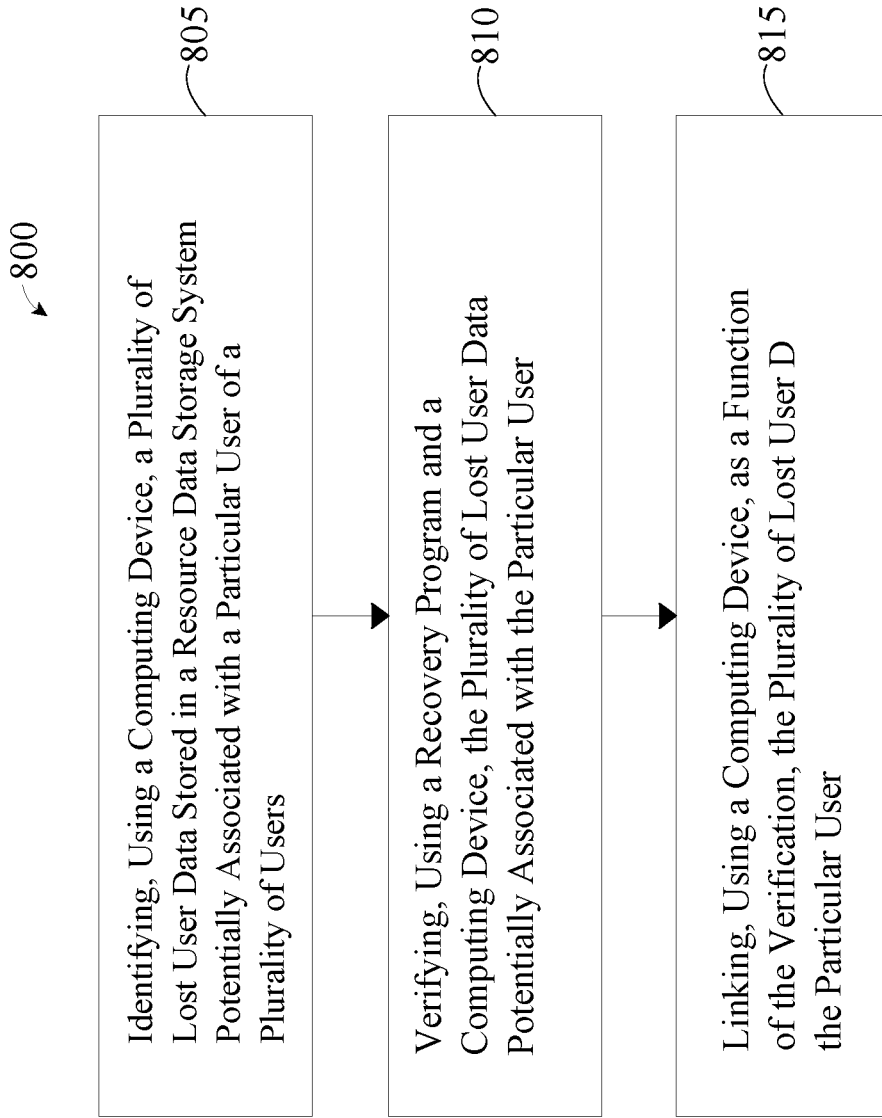 800
Identifying, Using a Computing Device, a Plurality of
Lost User Data Stored in a Resource Data Storage System
Potentially Associated with a Particular User of a
Plurality of Users
805
Verifying, Using a Recovery Program and a
Computing Device, the Plurality of Lost User Data
Potentially Associated with the Particular User
810
Linking, Using a Computing Device, as a Function
of the Verification, the Plurality of Lost User D
the Particular User
815